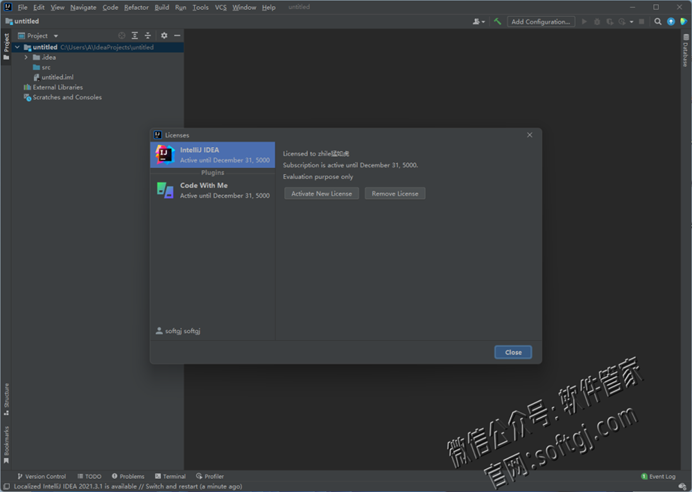 File Edit View Navigate Code Refactor Build Run Tools VCS Window Help untitled
untitled
Add Configuration...
Project
Project
untitled C:\Users\A\IdeaProjects\untitled
.idea
src
untitled.iml
External Libraries
Scratches and Consoles
Database
Licenses
IntelliJ IDEA
Active until December 31, 5000
Plugins
Code With Me
Active until December 31, 5000
Licensed to zhile猛如虎
Subscription is active until December 31, 5000.
Evaluation purpose only
Activate New License Remove License
softgj softgj
Close
Structure
Bookmarks
微信公众号：软件管家
官网：softgj.com
Version Control TODO Problems Terminal Profiler Event Log
Localized IntelliJ IDEA 2021.3.1 is available // Switch and restart (a minute ago)